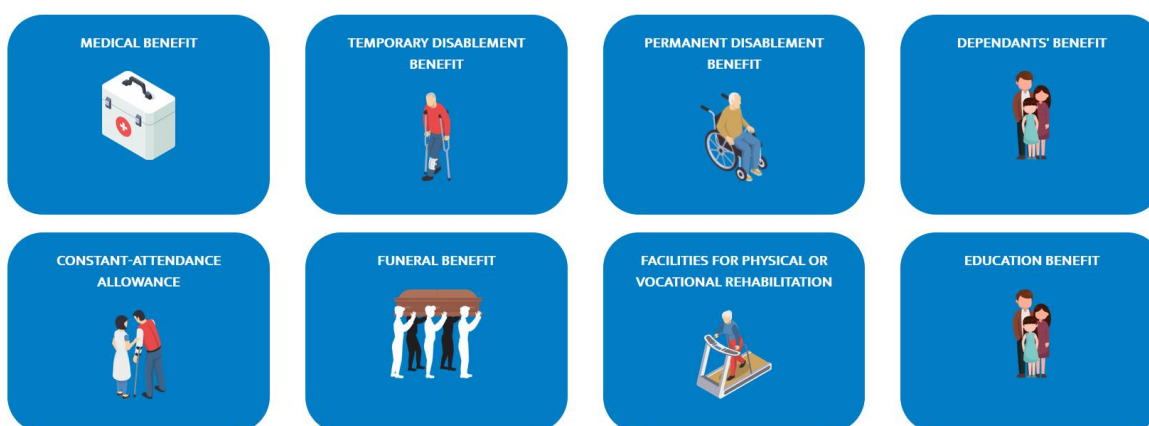 MEDICAL BENEFIT
TEMPORARY DISABLEMENT
BENEFIT
PERMANENT DISABLEMENT
BENEFIT
DEPENDANTS' BENEFIT
CONSTANT-ATTENDANCE
ALLOWANCE
FUNERAL BENEFIT
FACILITIES FOR PHYSICAL OR
VOCATIONAL REHABILITATION
EDUCATION BENEFIT